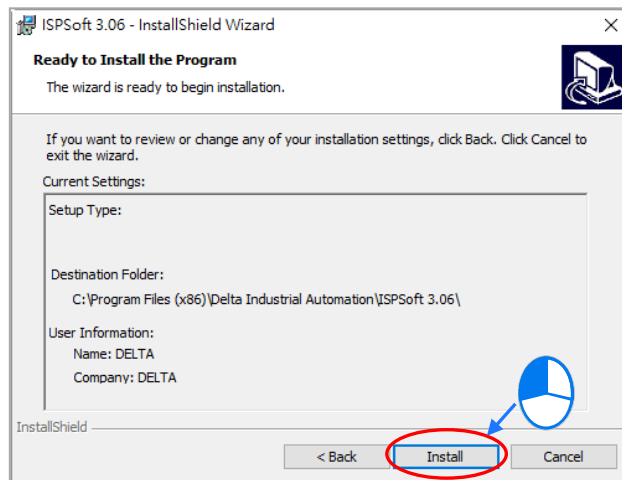 ISPSoft 3.06 - InstallShield Wizard
Ready to Install the Program
The wizard is ready to begin installation.
If you want to review or change any of your installation settings, click Back. Click Cancel to
exit the wizard.
Current Settings:
Setup Type:
Destination Folder:
C:\Program Files (x86)\Delta Industrial Automation\ISPSoft 3.06\
User Information:
Name: DELTA
Company: DELTA
InstallShield
< Back Install Cancel